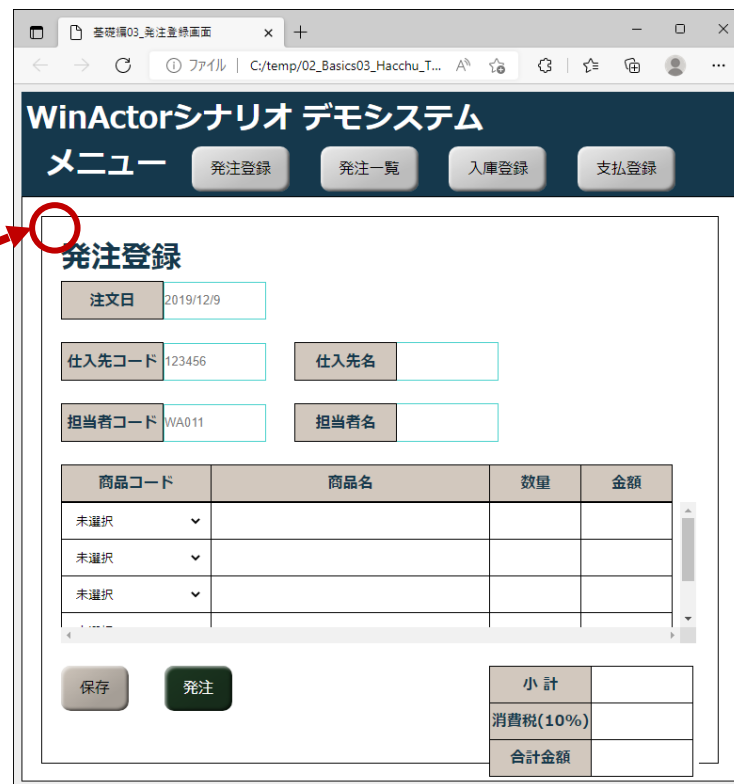 基礎編03_発注登録画面
ファイル C:/temp/02_Basics03_Hacchu_T...
WinActorシナリオ デモシステム
メニュー 発注登録 発注一覧 入庫登録 支払登録
発注登録
注文日 2019/12/9
仕入先コード 123456 仕入先名
担当者コード WA011 担当者名
商品コード 商品名 数量 金額
未選択
未選択
未選択
保存 発注 小 計
消費税(10%)
合計金額